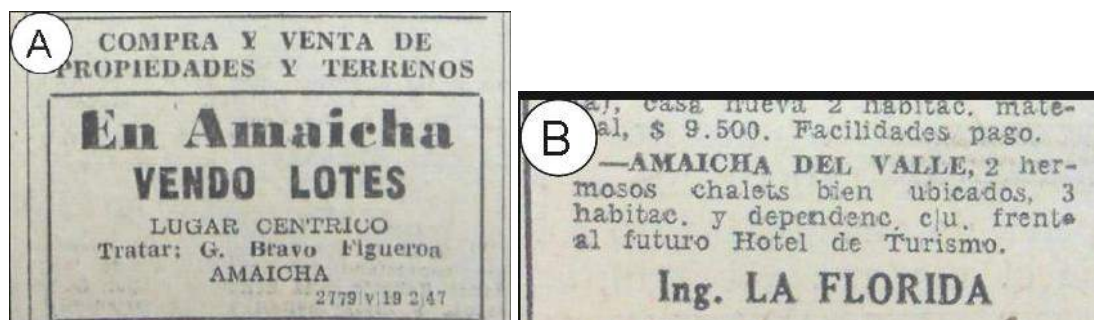 A
COMPRA Y VENTA DE
PROPIEDADES Y TERRENOS
En Amaicha
VENDO LOTES
LUGAR CENTRICO
Tratar: G. Bravo Figueroa
AMAICHA
2779|v|19 2|47
B
casa nueva 2 habitac. mate-
al, $ 9.500. Facilidades pago.
—AMAICHA DEL VALLE, 2 her-
mosos chalets bien ubicados, 3
habitac. y dependenc. c|u. frente
al futuro Hotel de Turismo.
Ing. LA FLORIDA